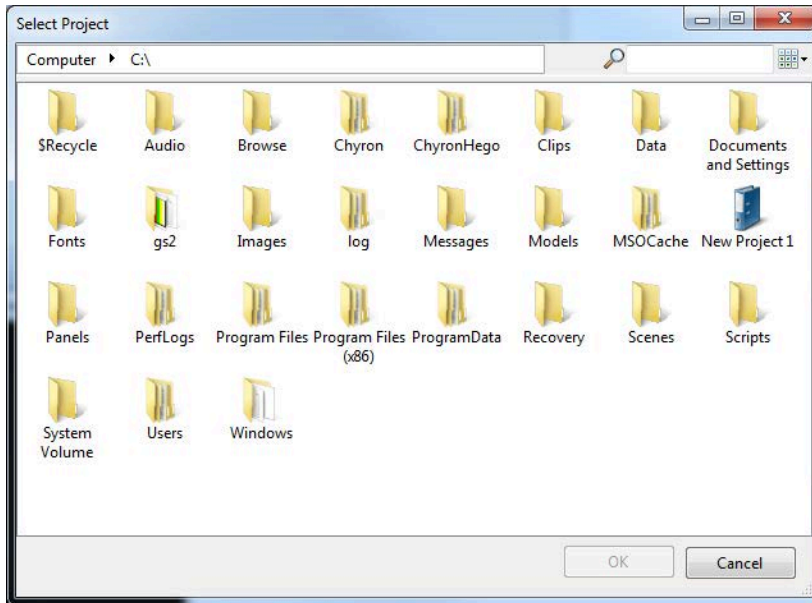 Select Project
Computer C:\
$Recycle Audio Browse Chyron ChyronHego Clips Data Documents
and Settings
Fonts gs2 Images log Messages Models MSOCache New Project 1
Panels PerfLogs Program Files Program Files ProgramData Recovery Scenes Scripts
(x86)
System Users Windows
Volume
OK Cancel